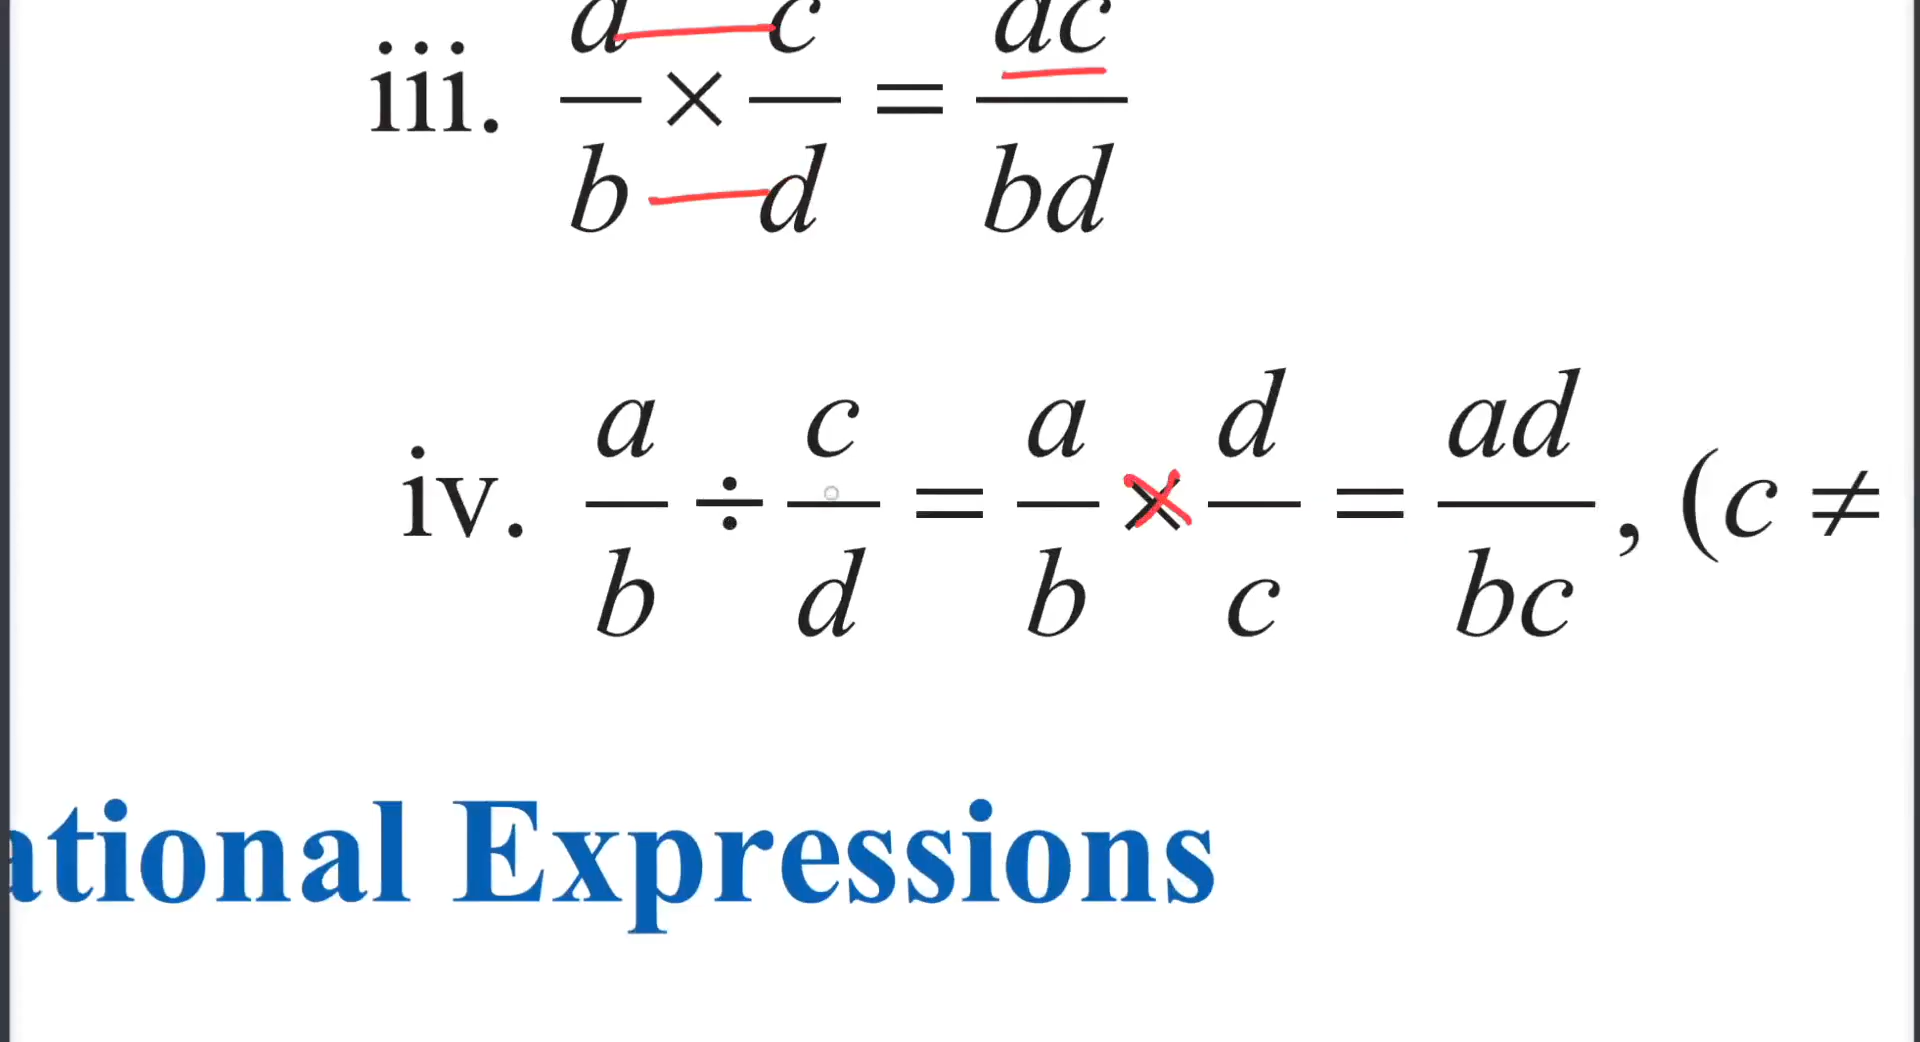 iii. a/b × c/d = ac/bd
iv. a/b ÷ c/d = a/b × d/c = ad/bc, (c ≠
ational Expressions